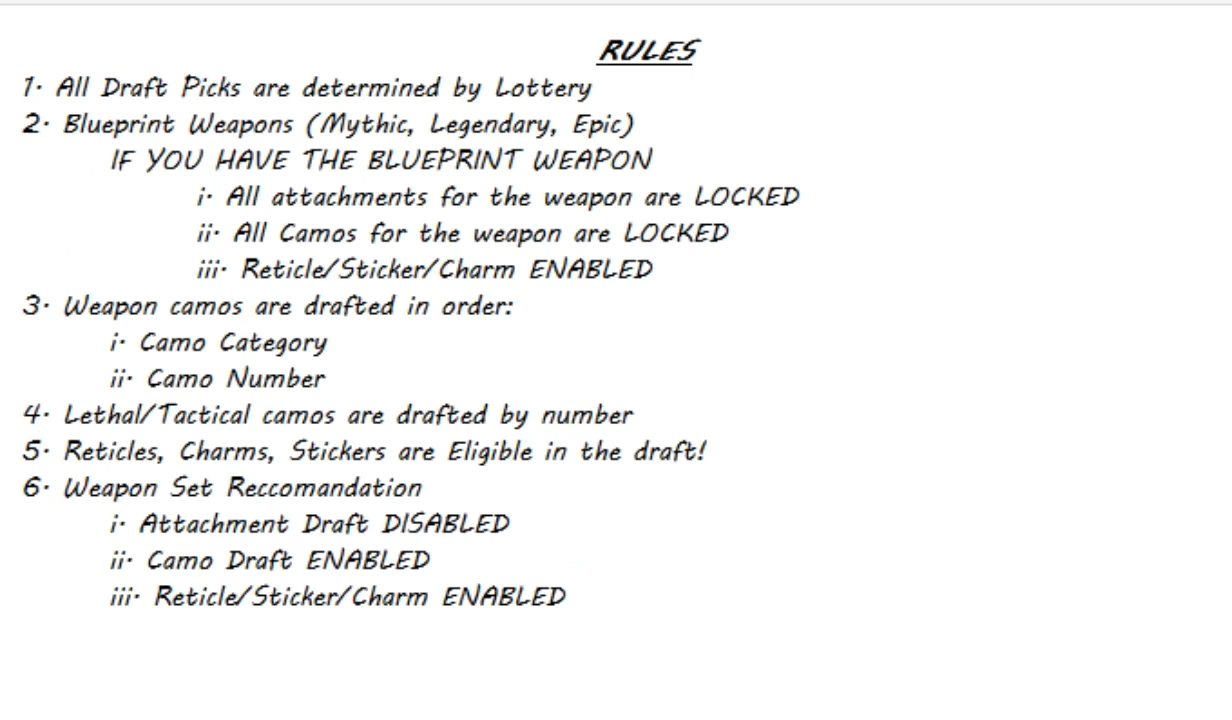 RULES
1. All Draft Picks are determined by Lottery
2. Blueprint Weapons (Mythic, Legendary, Epic)
IF YOU HAVE THE BLUEPRINT WEAPON
i. All attachments for the weapon are LOCKED
ii. All Camos for the weapon are LOCKED
iii. Reticle/Sticker/Charm ENABLED
3. Weapon camos are drafted in order:
i. Camo Category
ii. Camo Number
4. Lethal/Tactical camos are drafted by number
5. Reticles, Charms, Stickers are Eligible in the draft!
6. Weapon Set Reccomandation
i. Attachment Draft DISABLED
ii. Camo Draft ENABLED
iii. Reticle/Sticker/Charm ENABLED